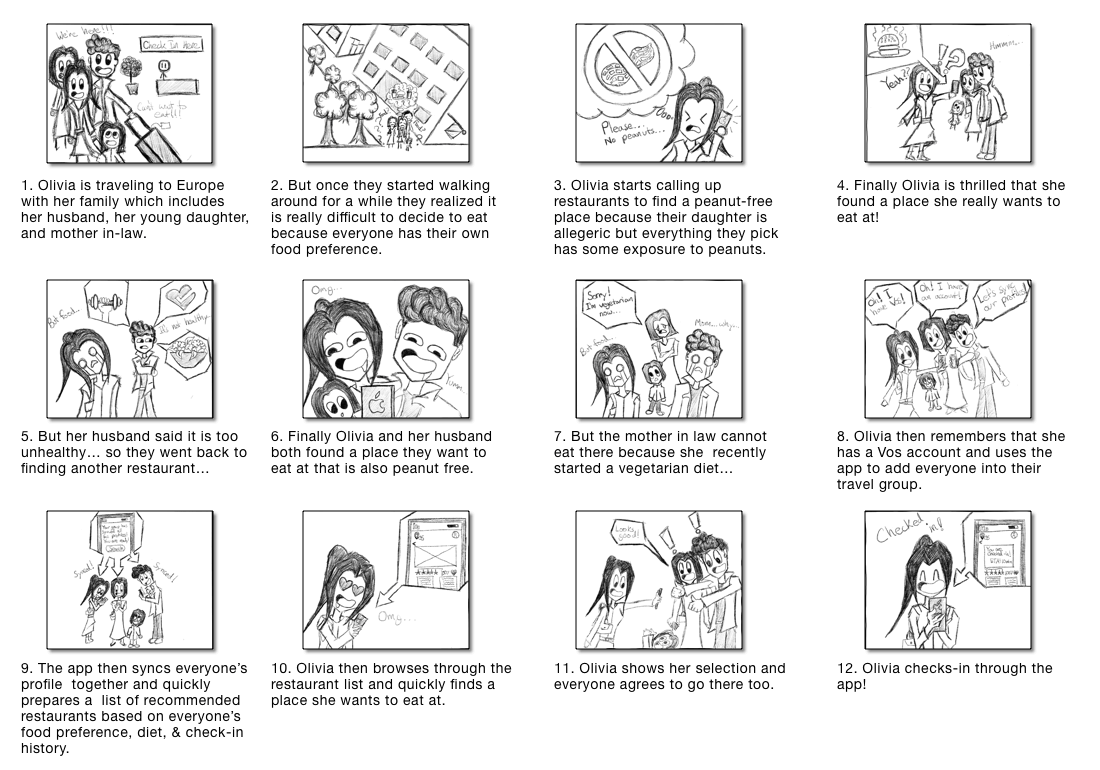 We're here!!!
Check In Here
Can't wait to
eat!!!
1. Olivia is traveling to Europe
with her family which includes
her husband, her young daughter,
and mother in-law.
2. But once they started walking
around for a while they realized it
is really difficult to decide to eat
because everyone has their own
food preference.
Please...
No peanuts...
3. Olivia starts calling up
restaurants to find a peanut-free
place because their daughter is
allegeric but everything they pick
has some exposure to peanuts.
Yeah?
!?
Hmmm...
4. Finally Olivia is thrilled that she
found a place she really wants to
eat at!
But food...
It's not healthy...
5. But her husband said it is too
unhealthy... so they went back to
finding another restaurant...
Omg...
Yumm...
6. Finally Olivia and her husband
both found a place they want to
eat at that is also peanut free.
Sorry!
I'm vegetarian
now...
But food...
Mom...why...
7. But the mother in law cannot
eat there because she  recently
started a vegetarian diet...
Oh! I
have Vs!
Oh! I have
an account!
Let's sync
our profiles!
8. Olivia then remembers that she
has a Vos account and uses the
app to add everyone into their
travel group.
Synced!
Synced!
9. The app then syncs everyone's
profile  together and quickly
prepares a  list of recommended
restaurants based on everyone's
food preference, diet, & check-in
history.
Omg...
10. Olivia then browses through the
restaurant list and quickly finds a
place she wants to eat at.
Looks
good!
!
!
11. Olivia shows her selection and
everyone agrees to go there too.
Checked
in!
You are
checked in!
12. Olivia checks-in through the
app!